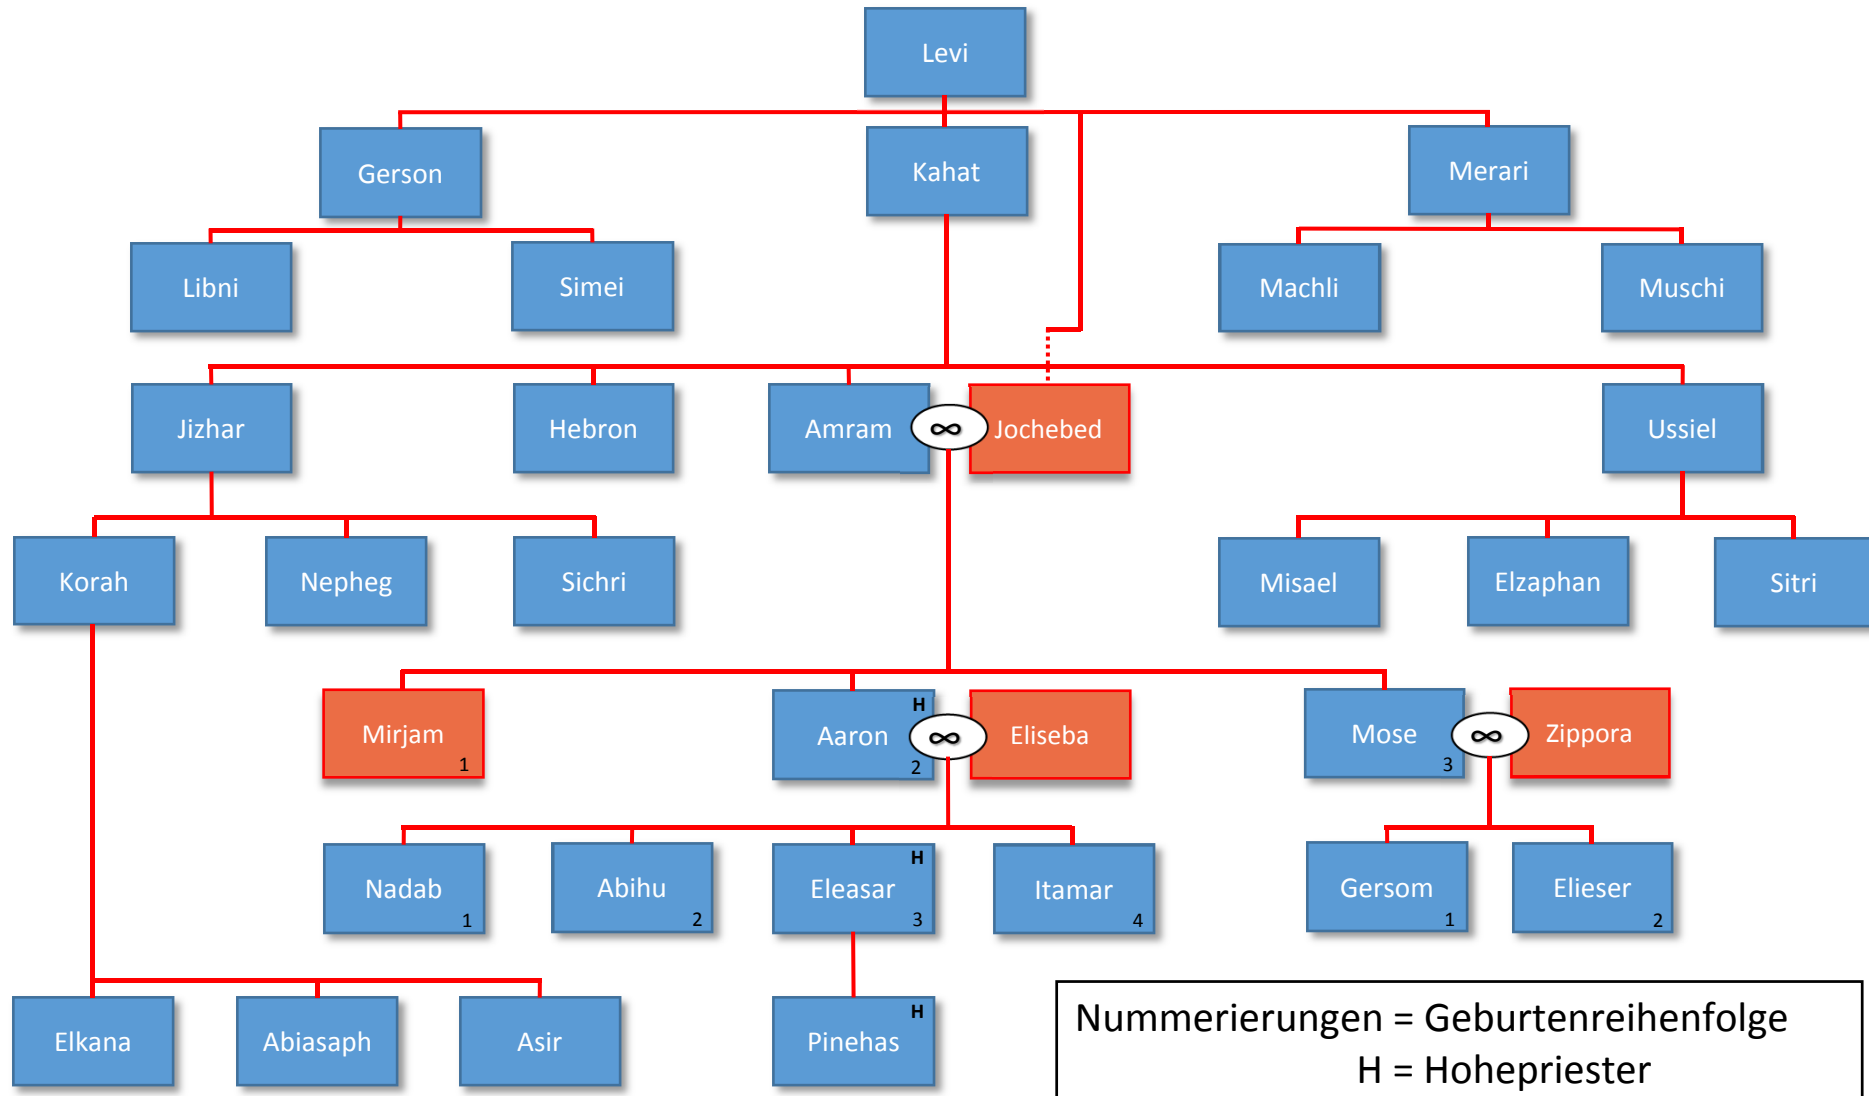 Levi
Gerson
Kahat
Merari
Libni
Simei
Machli
Muschi
Jizhar
Hebron
Amram
∞
Jochebed
Ussiel
Korah
Nepheg
Sichri
Misael
Elzaphan
Sitri
Mirjam
1
H
Aaron
2
∞
Eliseba
Mose
3
∞
Zippora
Nadab
1
Abihu
2
H
Eleasar
3
Itamar
4
Gersom
1
Elieser
2
Elkana
Abiasaph
Asir
H
Pinehas
Nummerierungen = Geburtenreihenfolge
H = Hohepriester